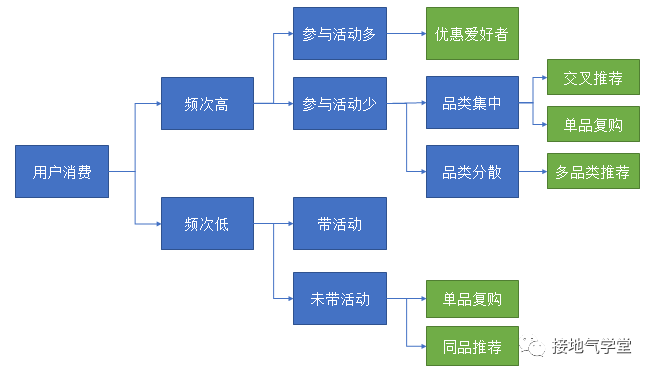 参与活动多
优惠爱好者
交叉推荐
频次高
参与活动少
品类集中
单品复购
用户消费
品类分散
多品类推荐
频次低
带活动
未带活动
单品复购
同品推荐
接地气学堂